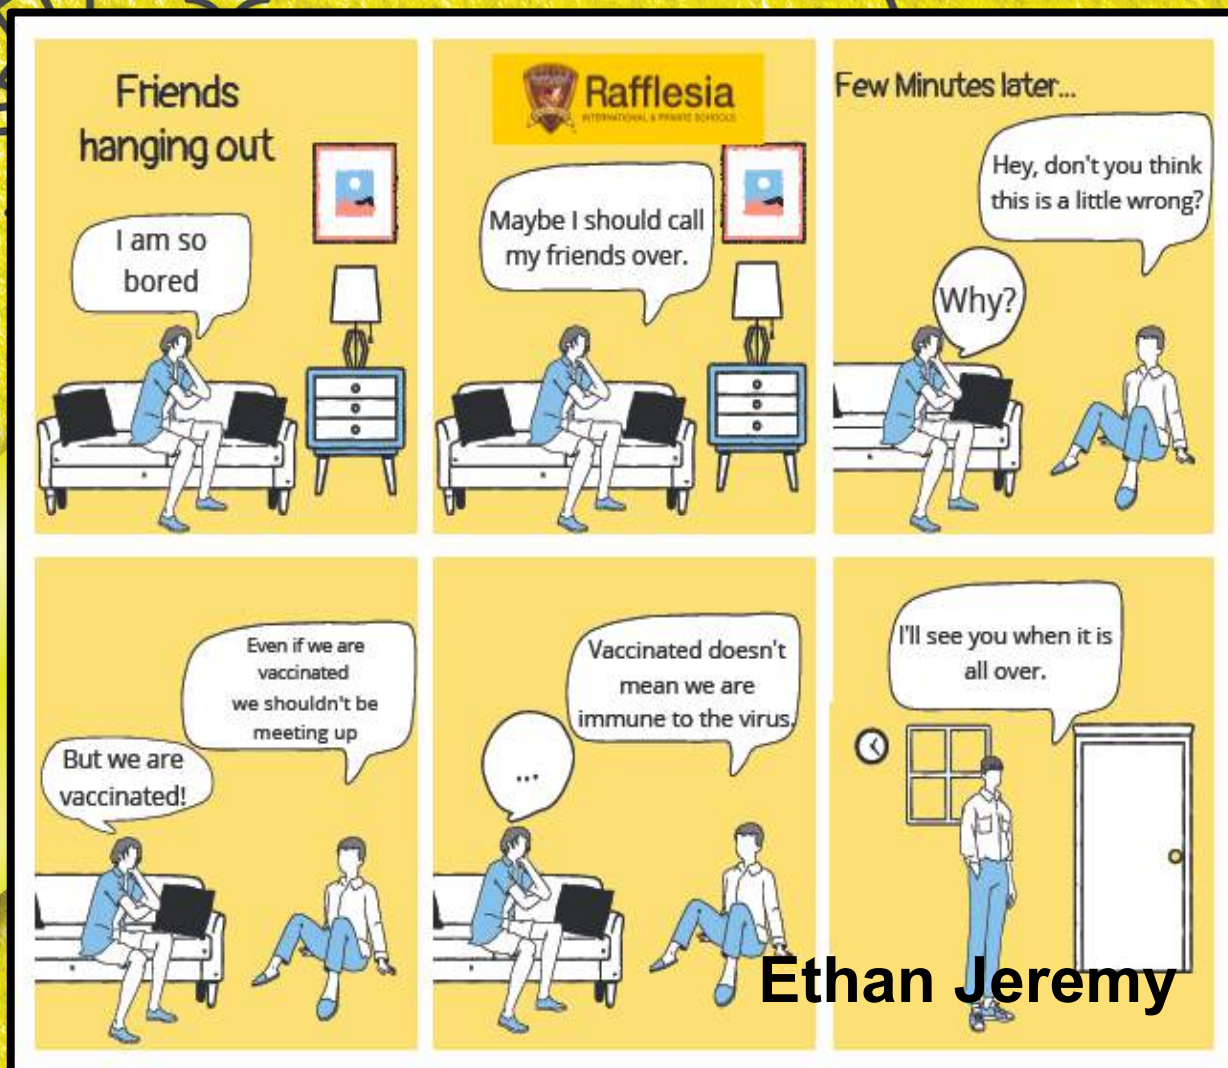 Friends
hanging out
I am so
bored
Rafflesia
INTERNATIONAL & PRIVATE SCHOOLS
Maybe I should call
my friends over.
Few Minutes later...
Hey, don't you think
this is a little wrong?
Why?
Even if we are
vaccinated
we shouldn't be
meeting up
But we are
vaccinated!
Vaccinated doesn't
mean we are
immune to the virus.
...
I'll see you when it is
all over.
Ethan Jeremy